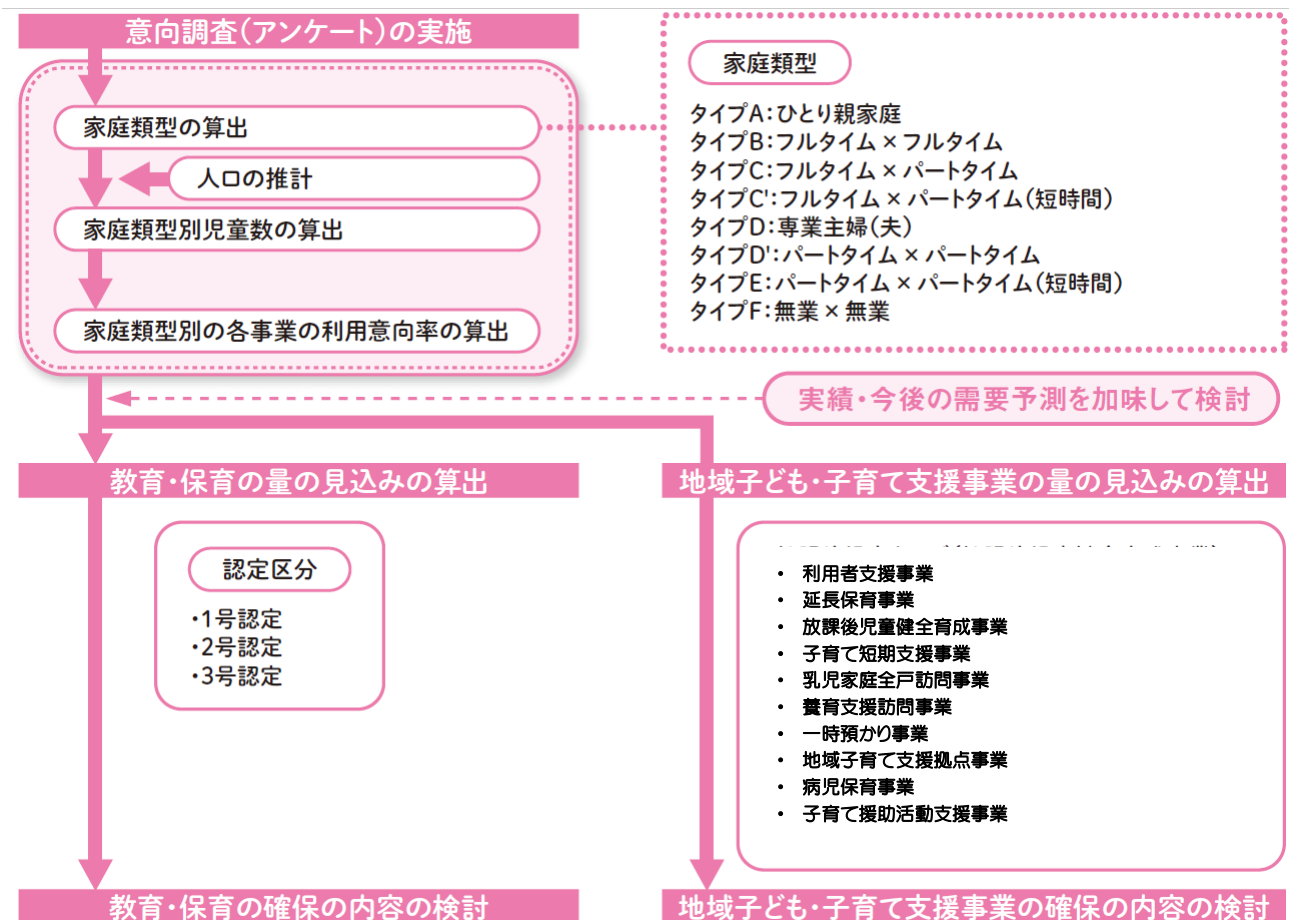 意向調査(アンケート)の実施
家庭類型の算出
人口の推計
家庭類型別児童数の算出
家庭類型別の各事業の利用意向率の算出
家庭類型
タイプA:ひとり親家庭
タイプB:フルタイム×フルタイム
タイプC:フルタイム×パートタイム
タイプC':フルタイム×パートタイム(短時間)
タイプD:専業主婦(夫)
タイプD':パートタイム×パートタイム
タイプE:パートタイム×パートタイム(短時間)
タイプF:無業×無業
実績・今後の需要予測を加味して検討
教育・保育の量の見込みの算出
認定区分
・1号認定
・2号認定
・3号認定
教育・保育の確保の内容の検討
地域子ども・子育て支援事業の量の見込みの算出
・ 利用者支援事業
・ 延長保育事業
・ 放課後児童健全育成事業
・ 子育て短期支援事業
・ 乳児家庭全戸訪問事業
・ 養育支援訪問事業
・ 一時預かり事業
・ 地域子育て支援拠点事業
・ 病児保育事業
・ 子育て援助活動支援事業
地域子ども・子育て支援事業の確保の内容の検討